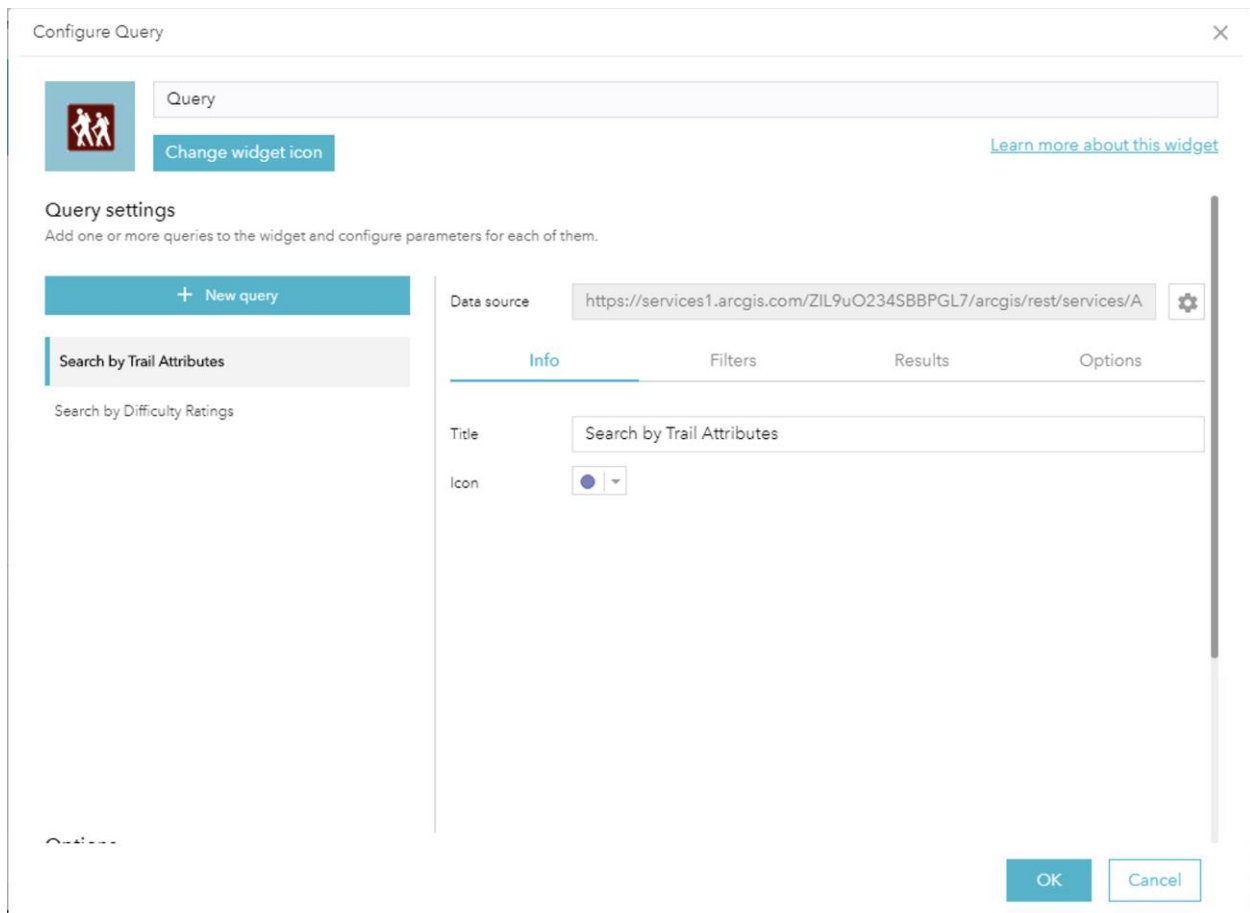 Configure Query
Query
Change widget icon
Learn more about this widget
Query settings
Add one or more queries to the widget and configure parameters for each of them.
+ New query
Search by Trail Attributes
Search by Difficulty Ratings
Data source
https://services1.arcgis.com/ZIL9uO234SBBPGL7/arcgis/rest/services/A
Info
Filters
Results
Options
Title
Search by Trail Attributes
Icon
Options
OK
Cancel